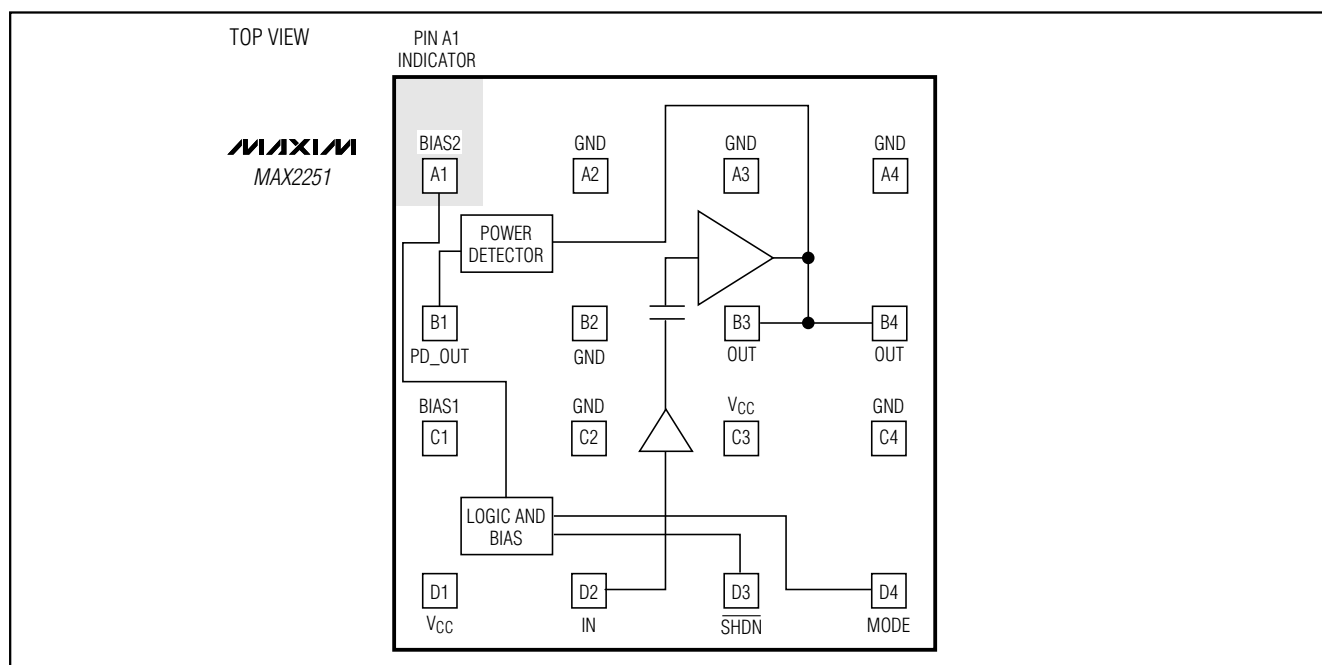 TOP VIEW
PIN A1
INDICATOR
MAXIM
MAX2251
BIAS2
GND
GND
GND
A1
A2
A3
A4
POWER
DETECTOR
B1
B2
B3
B4
PD_OUT
GND
OUT
OUT
BIAS1
GND
VCC
GND
C1
C2
C3
C4
LOGIC AND
BIAS
D1
D2
D3
D4
VCC
IN
SHDN
MODE